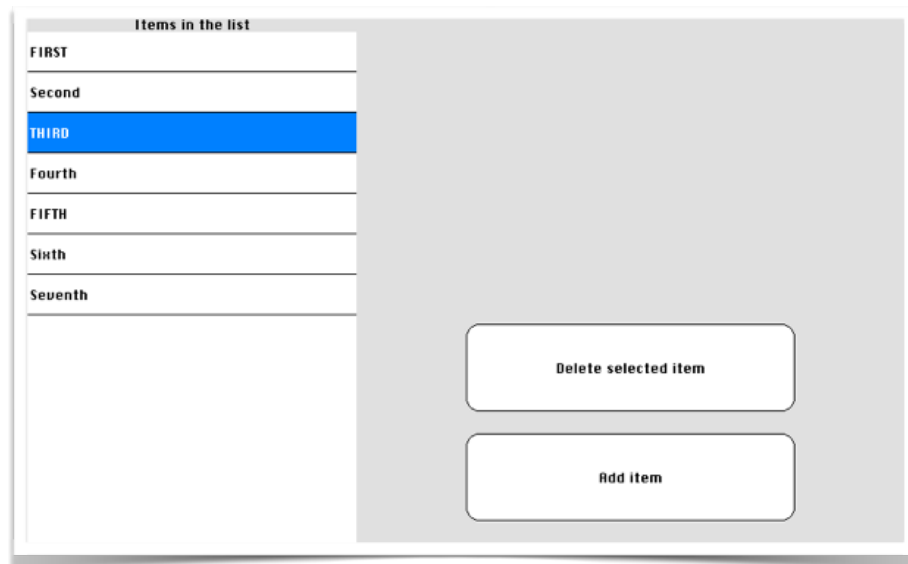 Items in the list
FIRST
Second
THIRD
Fourth
FIFTH
Sixth
Seventh
Delete selected item
Add item